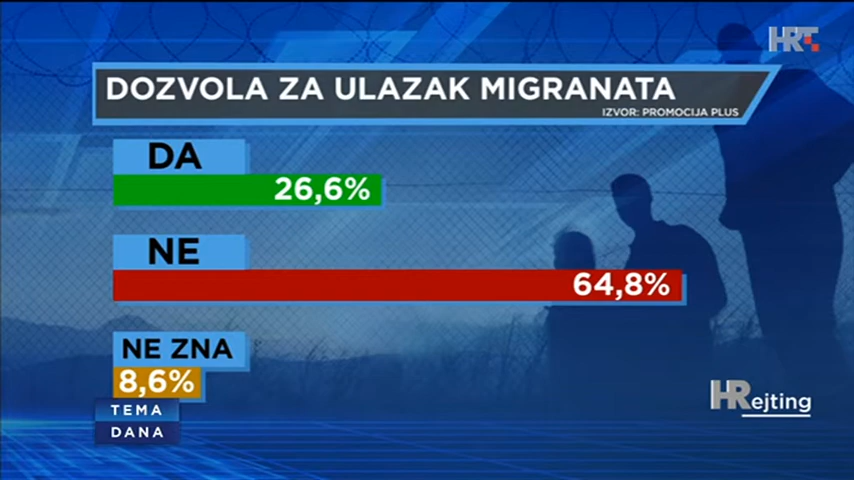 HRT
DOZVOLA ZA ULAZAK MIGRANATA
IZVOR: PROMOCIJA PLUS
DA
26,6%
NE
64,8%
NE ZNA
8,6%
HRejting
TEMA
DANA